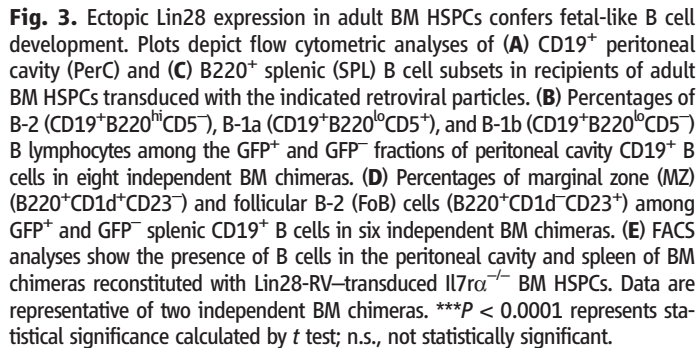 Fig. 3. Ectopic Lin28 expression in adult BM HSPCs confers fetal-like B cell
development. Plots depict flow cytometric analyses of (A) CD19⁺ peritoneal
cavity (PerC) and (C) B220⁺ splenic (SPL) B cell subsets in recipients of adult
BM HSPCs transduced with the indicated retroviral particles. (B) Percentages of
B-2 (CD19⁺B220ʰⁱCD5⁻), B-1a (CD19⁺B220ˡᵒCD5⁺), and B-1b (CD19⁺B220ˡᵒCD5⁻)
B lymphocytes among the GFP⁺ and GFP⁻ fractions of peritoneal cavity CD19⁺ B
cells in eight independent BM chimeras. (D) Percentages of marginal zone (MZ)
(B220⁺CD1d⁺CD23⁻) and follicular B-2 (FoB) cells (B220⁺CD1d⁻CD23⁺) among
GFP⁺ and GFP⁻ splenic CD19⁺ B cells in six independent BM chimeras. (E) FACS
analyses show the presence of B cells in the peritoneal cavity and spleen of BM
chimeras reconstituted with Lin28-RV–transduced Il7rα⁻/⁻ BM HSPCs. Data are
representative of two independent BM chimeras. ***P < 0.0001 represents sta-
tistical significance calculated by t test; n.s., not statistically significant.